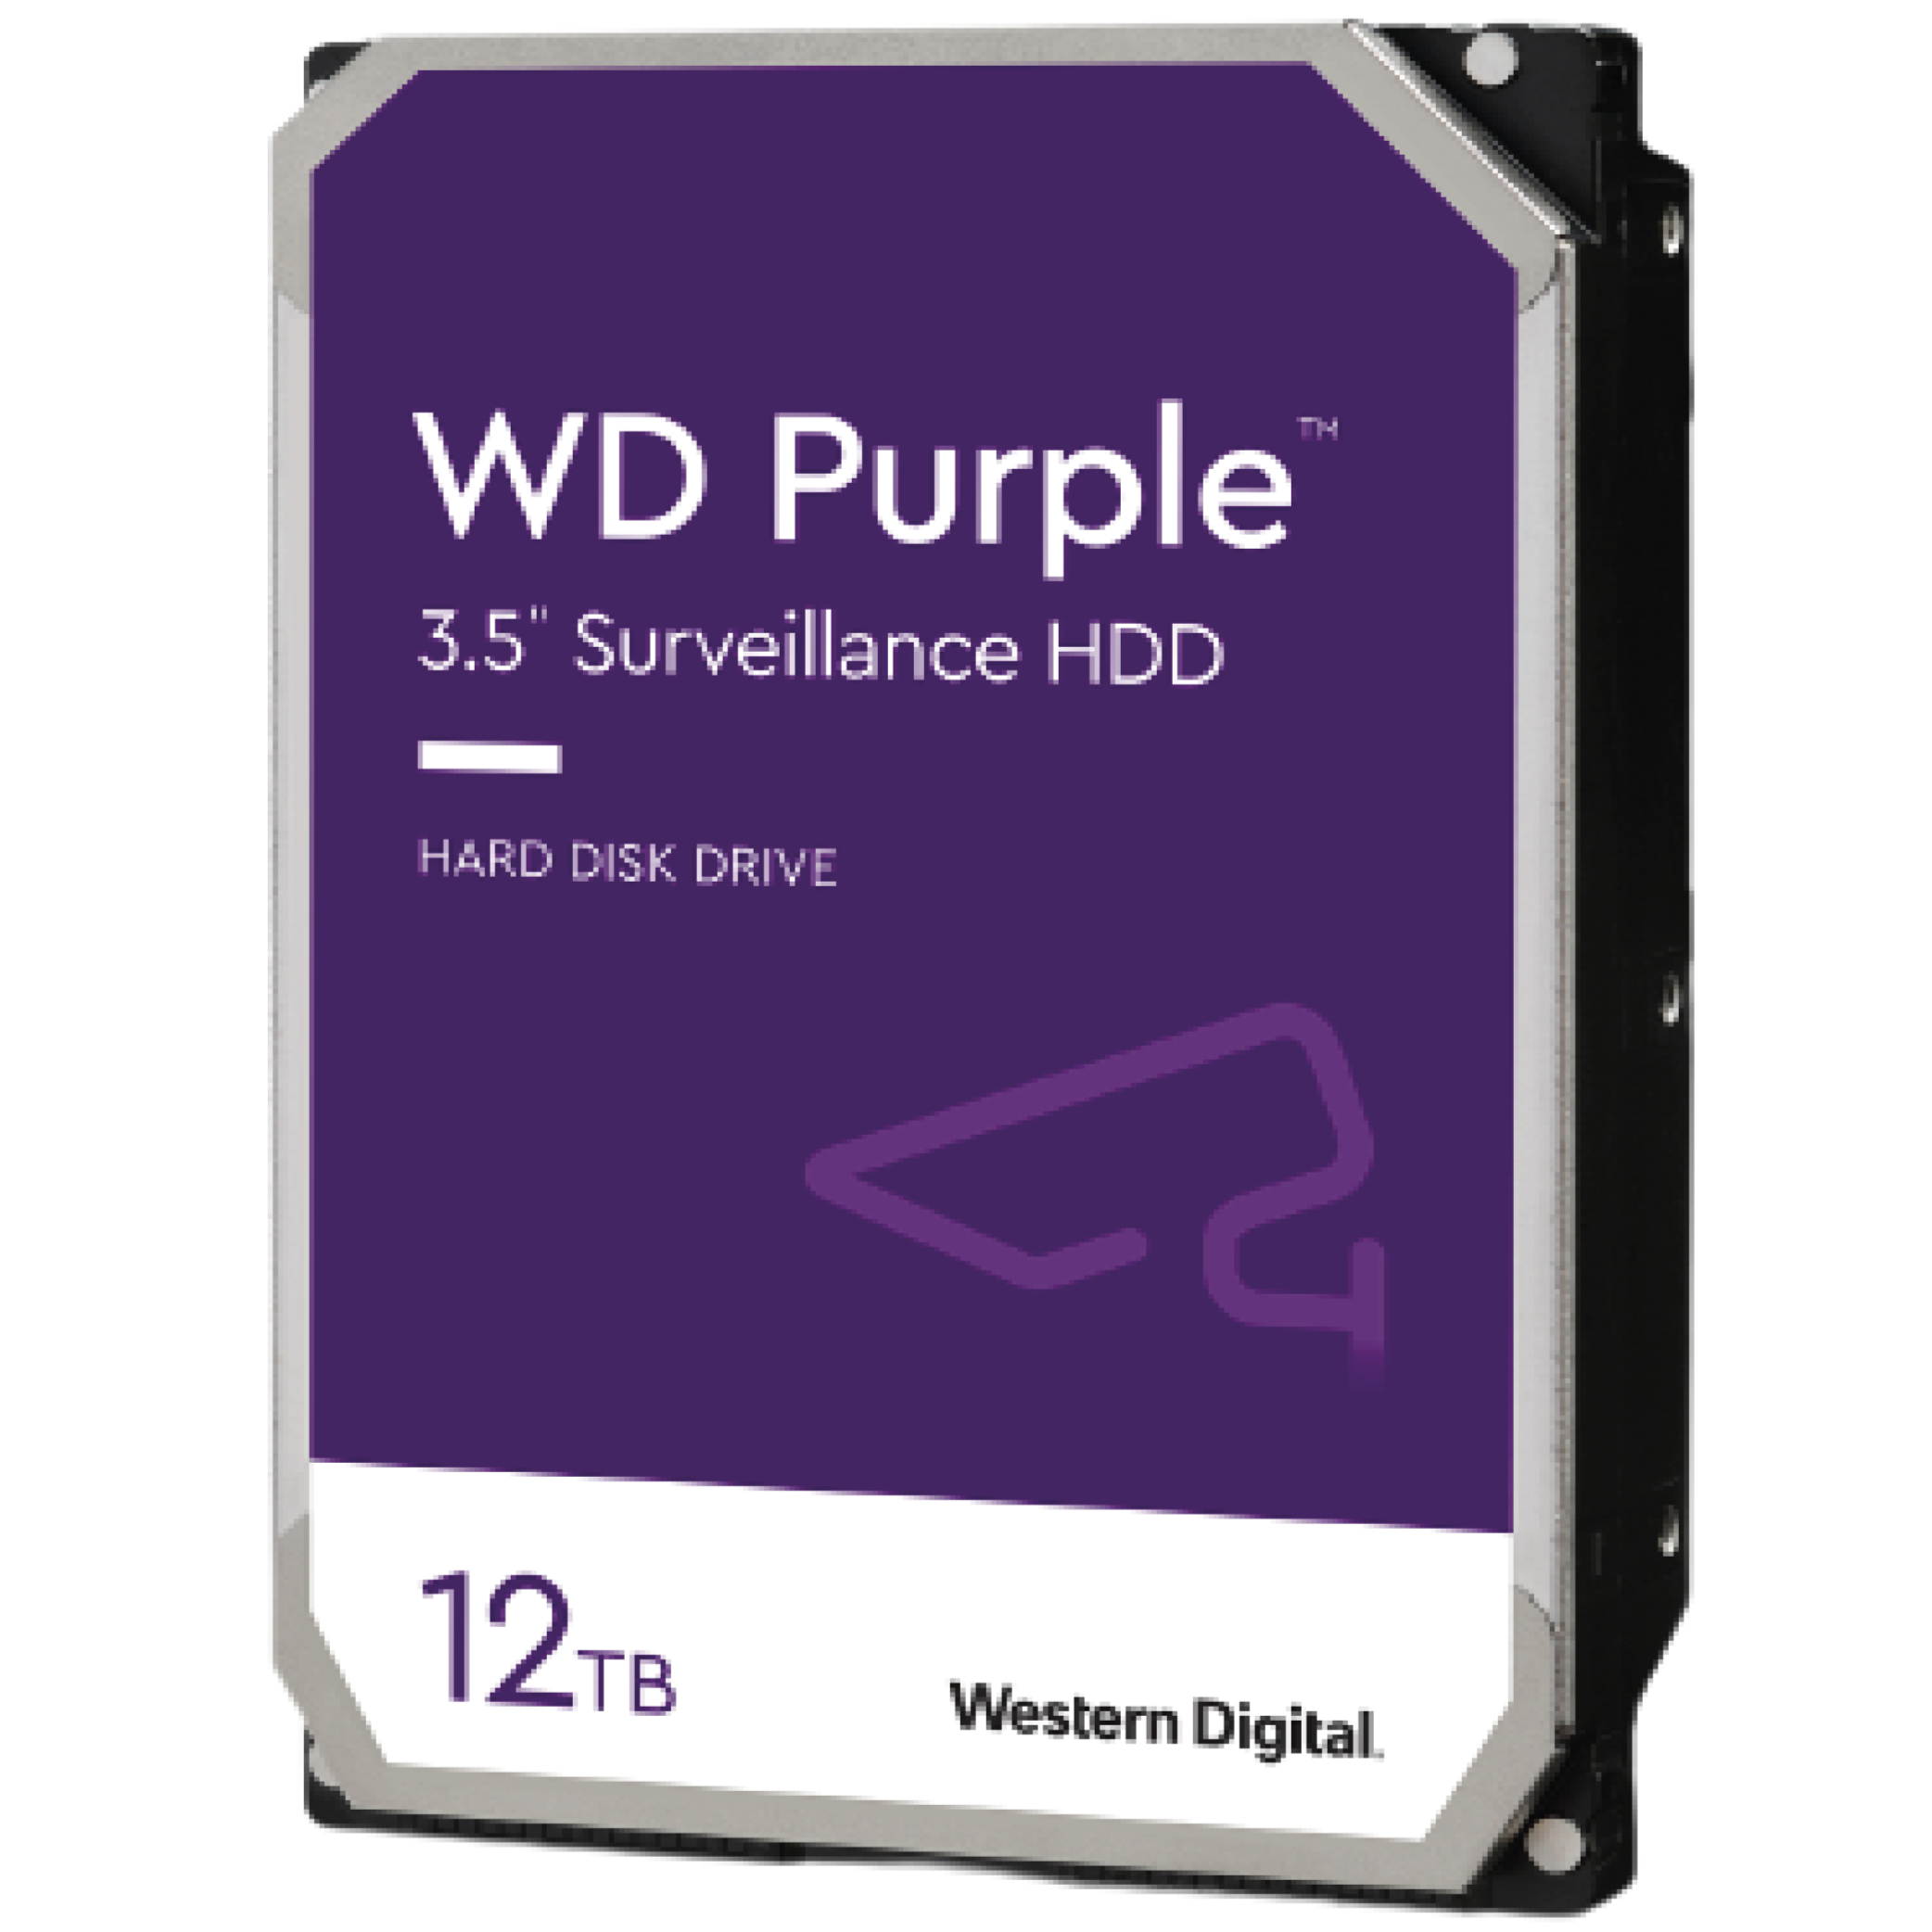 WD Purple™
3.5" Surveillance HDD
HARD DISK DRIVE
12TB
Western Digital.